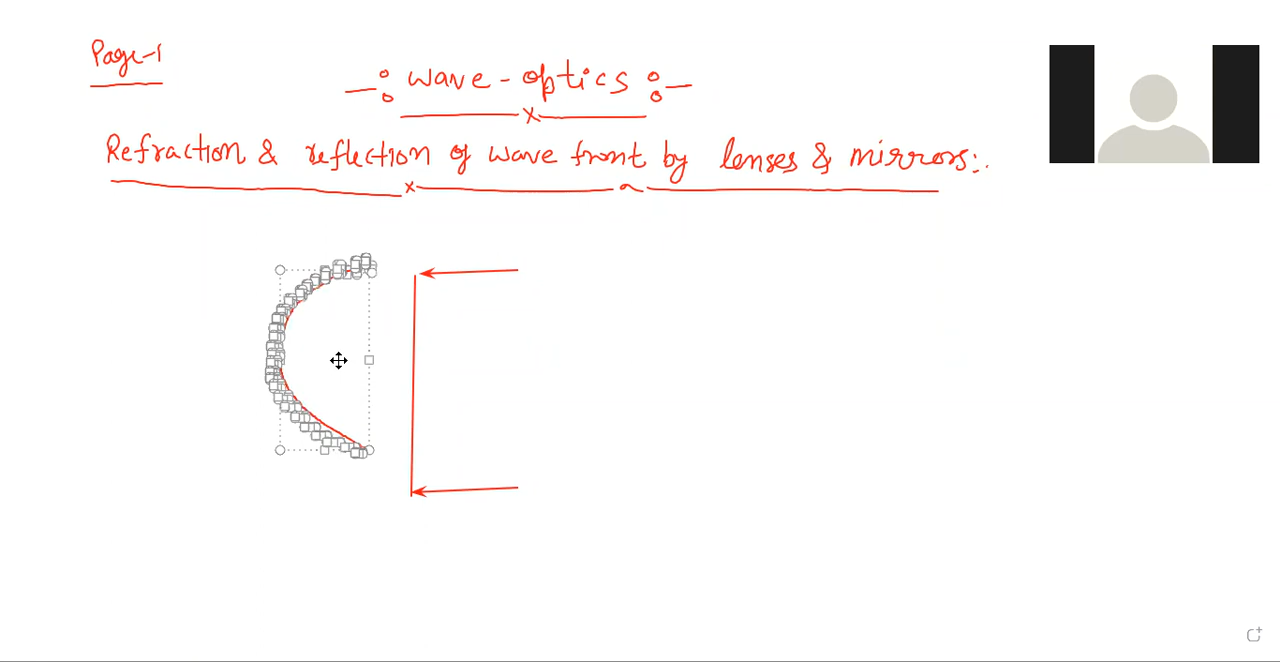 Page-1
wave-optics
Refraction & reflection of wave front by lenses & mirrors:.